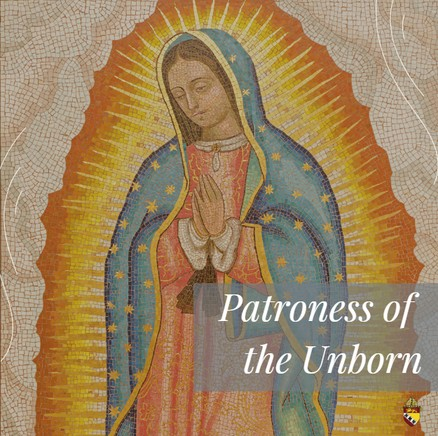 Patroness of
the Unborn